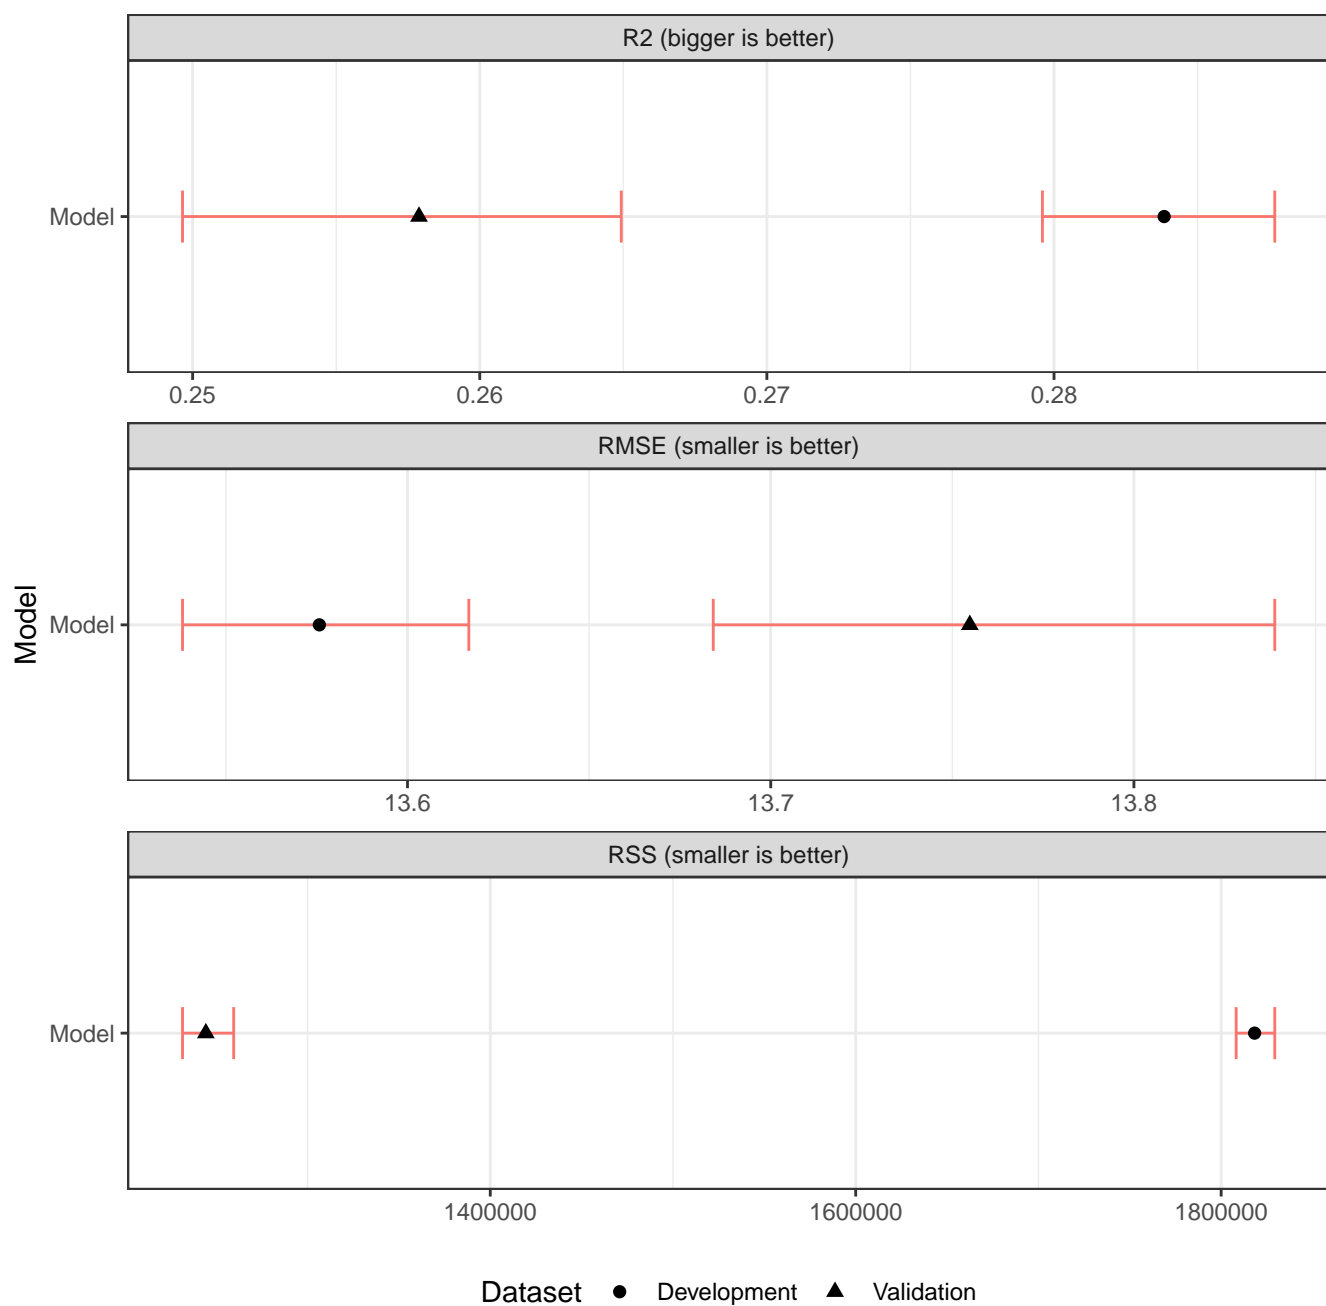 R2 (bigger is better)
Model
0.25 0.26 0.27 0.28
RMSE (smaller is better)
Model
Model
13.6 13.7 13.8
RSS (smaller is better)
Model
1400000 1600000 1800000
Dataset Development Validation